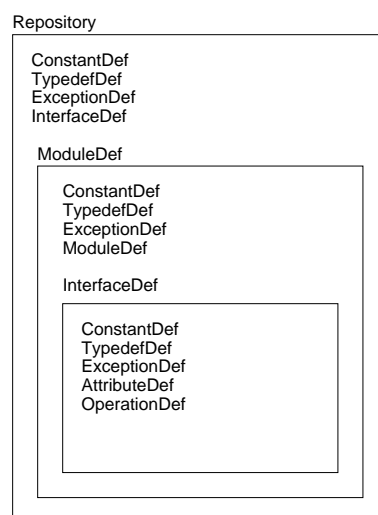 Repository
ConstantDef
TypedefDef
ExceptionDef
InterfaceDef
ModuleDef
ConstantDef
TypedefDef
ExceptionDef
ModuleDef
InterfaceDef
ConstantDef
TypedefDef
ExceptionDef
AttributeDef
OperationDef